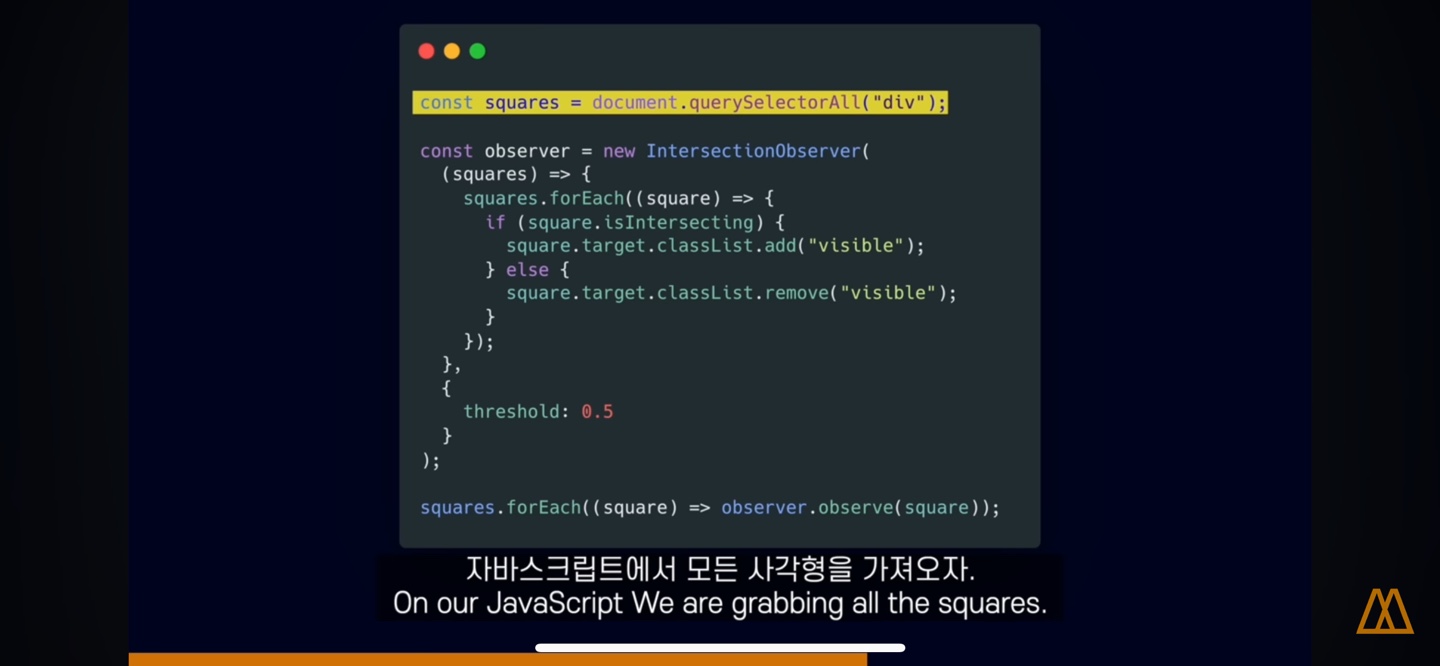 const squares = document.querySelectorAll("div");
const observer = new IntersectionObserver(
(squares) => {
squares.forEach((square) => {
if (square.isIntersecting) {
square.target.classList.add("visible");
} else {
square.target.classList.remove("visible");
}
});
},
{
threshold: 0.5
}
);
squares.forEach((square) => observer.observe(square));
자바스크립트에서 모든 사각형을 가져오자.
On our JavaScript We are grabbing all the squares.